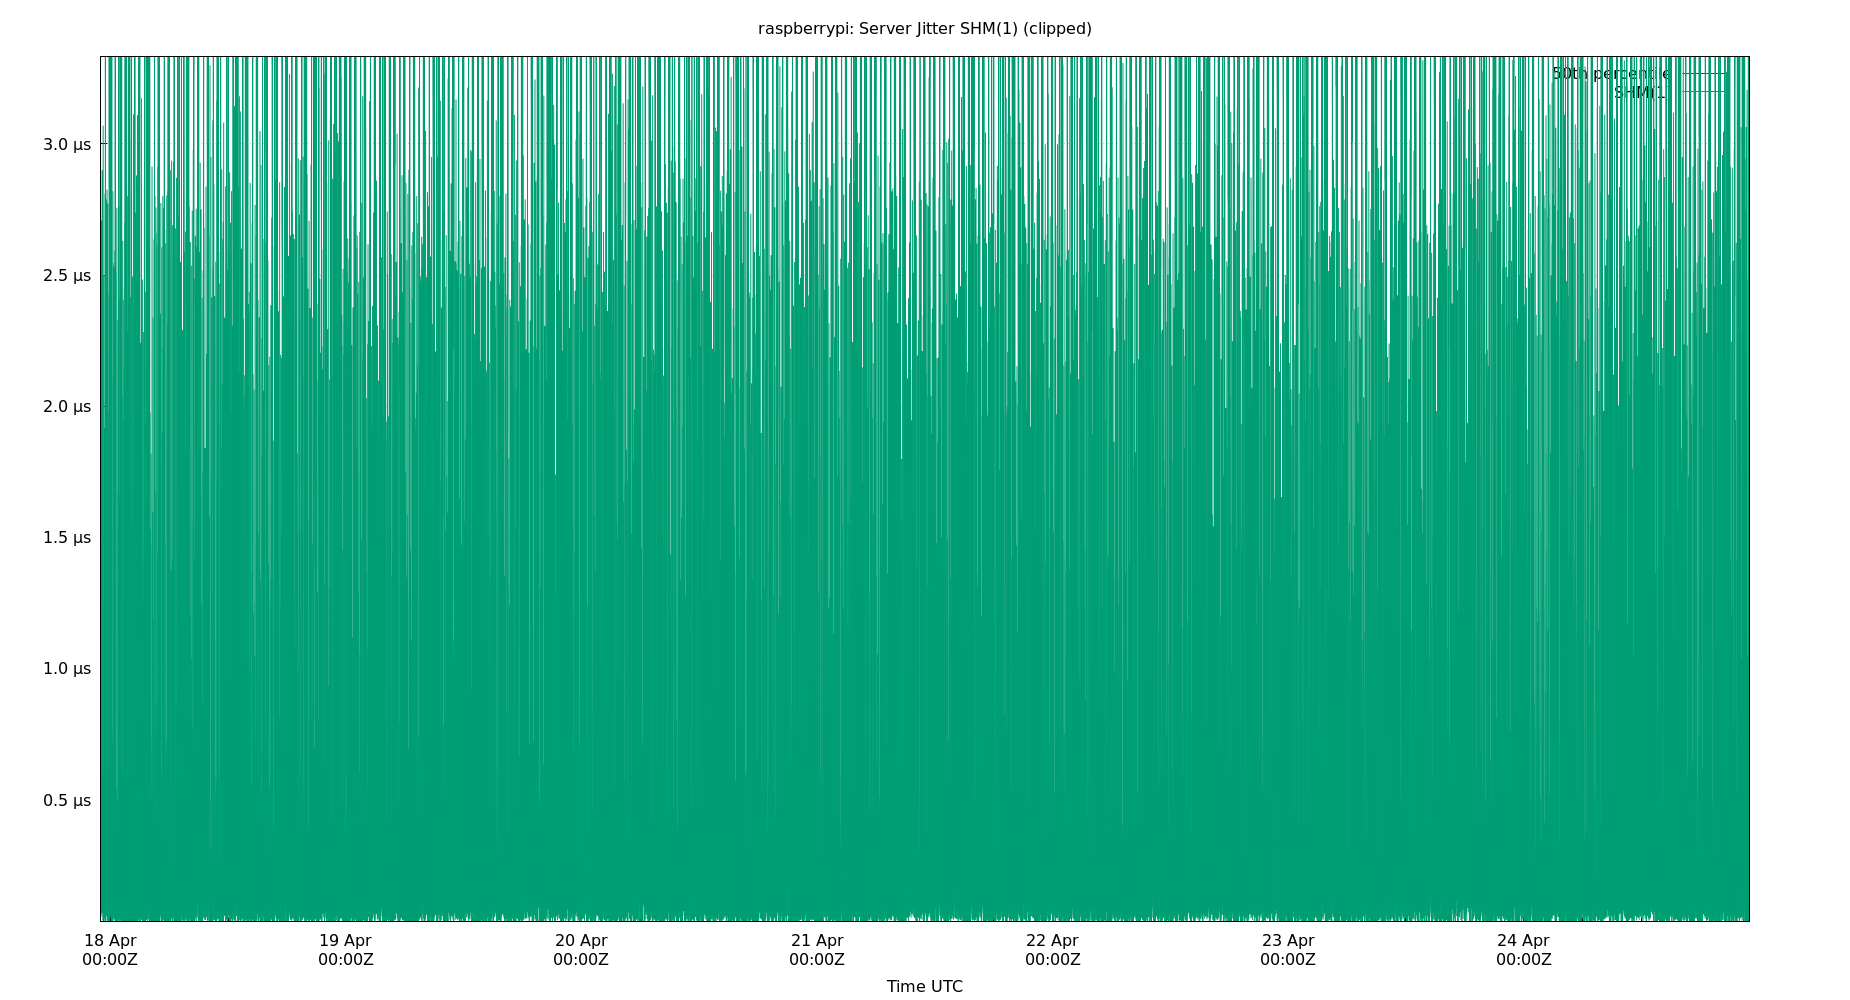 raspberrypi: Server Jitter SHM(1) (clipped)
50th percentile
SHM(1)
3.0 µs
2.5 µs
2.0 µs
1.5 µs
1.0 µs
0.5 µs
18 Apr 19 Apr 20 Apr 21 Apr 22 Apr 23 Apr 24 Apr
00:00Z 00:00Z 00:00Z 00:00Z 00:00Z 00:00Z 00:00Z
Time UTC